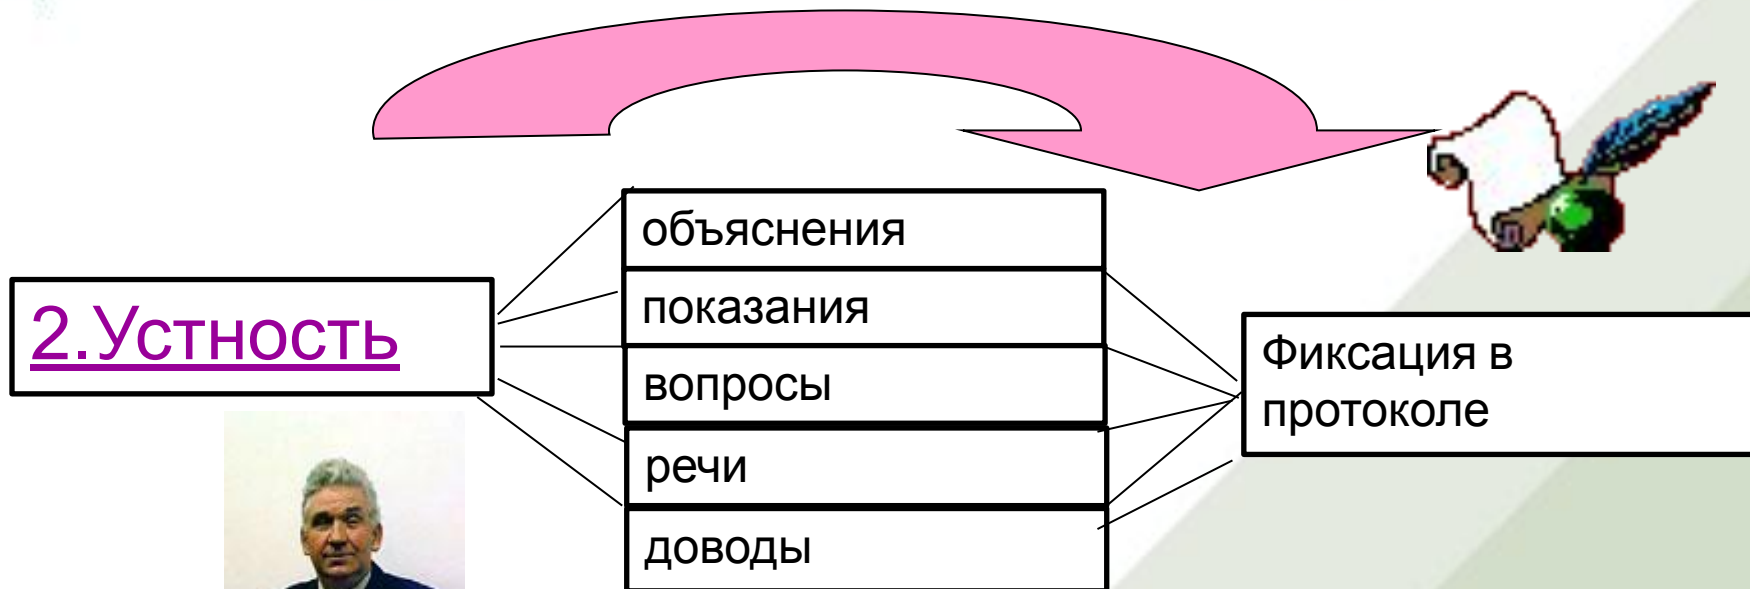 2.Устность
объяснения
показания
вопросы
речи
доводы
Фиксация в
протоколе